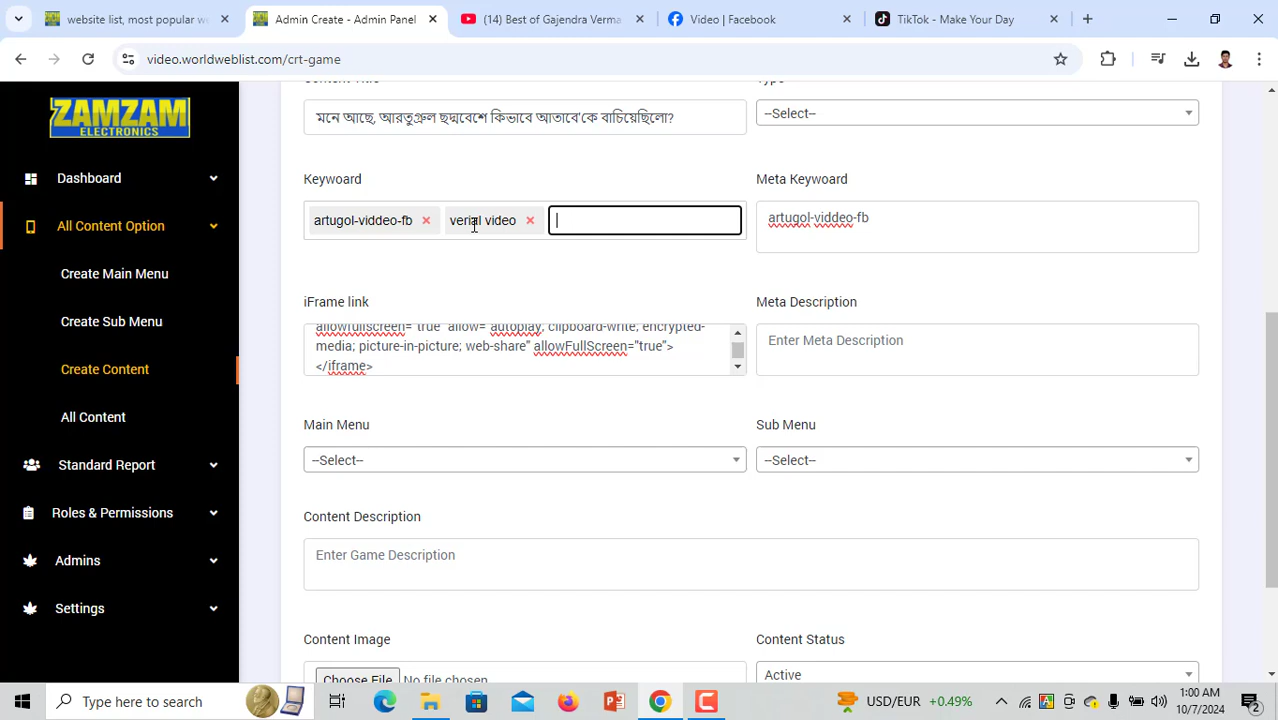 website list, most popular we
Admin Create - Admin Panel
(14) Best of Gajendra Verma
Video | Facebook
TikTok - Make Your Day
video.worldweblist.com/crt-game
ZAMZAM
ELECTRONICS
Dashboard
All Content Option
Create Main Menu
Create Sub Menu
Create Content
All Content
Standard Report
Roles & Permissions
Admins
Settings
মনে আছে, আরতুগ্রুল ছদ্মবেশে কিভাবে আতাবে'কে বাচিয়েছিলো?
--Select--
Keywoard
Meta Keywoard
artugol-viddeo-fb
verial video
artugol-viddeo-fb
iFrame link
Meta Description
allowfullscreen="true" allow="autoplay; clipboard-write; encrypted-
media; picture-in-picture; web-share" allowFullScreen="true">
</iframe>
Enter Meta Description
Main Menu
Sub Menu
--Select--
--Select--
Content Description
Enter Game Description
Content Image
Content Status
Choose File No file chosen
Active
Type here to search
USD/EUR +0.49%
1:00 AM
10/7/2024
2